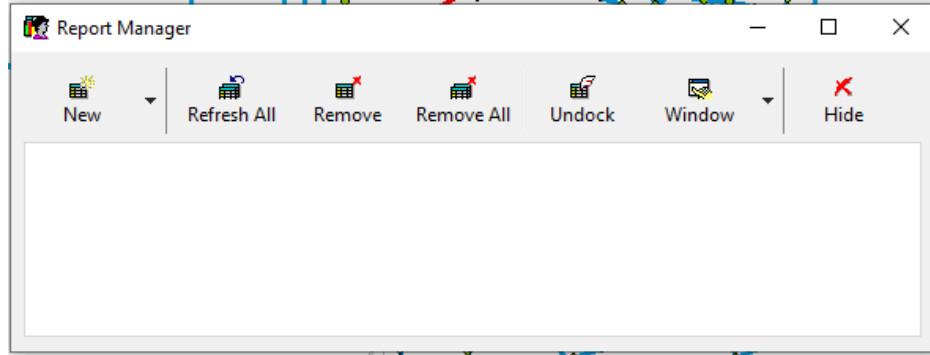 Report Manager
New Refresh All Remove Remove All Undock Window Hide